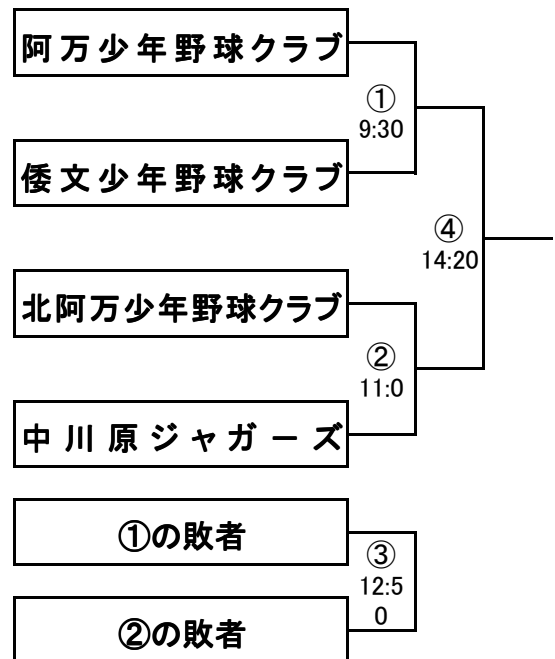 阿万少年野球クラブ
①
9:30
倭文少年野球クラブ
④
14:20
北阿万少年野球クラブ
②
11:0
中川原ジャガーズ
①の敗者
③
12:5
0
②の敗者